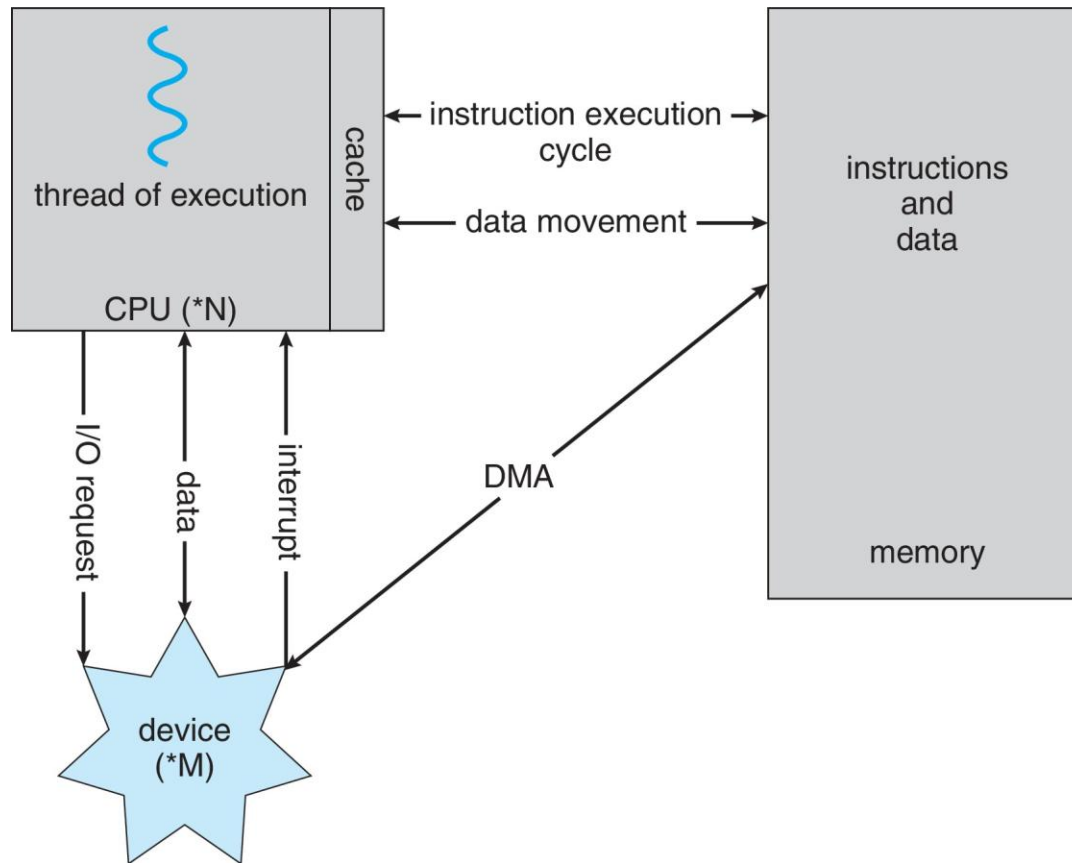 thread of execution
CPU (*N)
cache
instruction execution
cycle
data movement
instructions
and
data
memory
I/O request
data
interrupt
DMA
device
(*M)